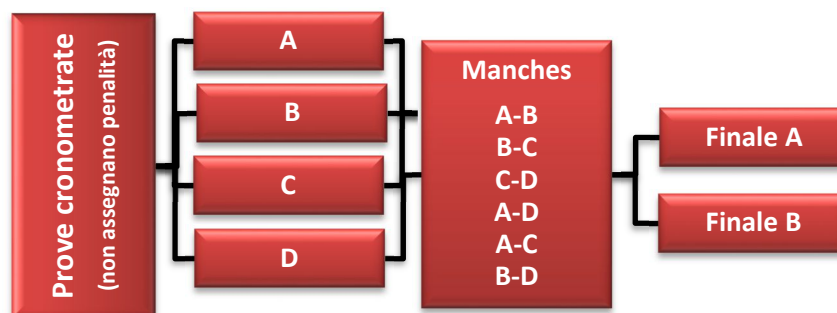 Prove cronometrate
(non assegnano penalità)
A
B
C
D
Manches
A-B
B-C
C-D
A-D
A-C
B-D
Finale A
Finale B